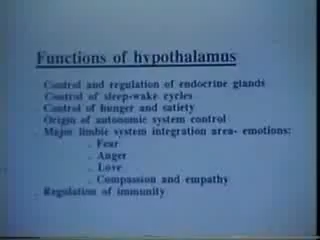 Functions of hypothalamus
Control and regulation of endocrine glands
Control of sleep-wake cycles
Control of hunger and satiety
Origin of autonomic system control
. Major limbic system integration area- emotions:
. Fear
. Anger
. Love
. Compassion and empathy
. Regulation of immunity